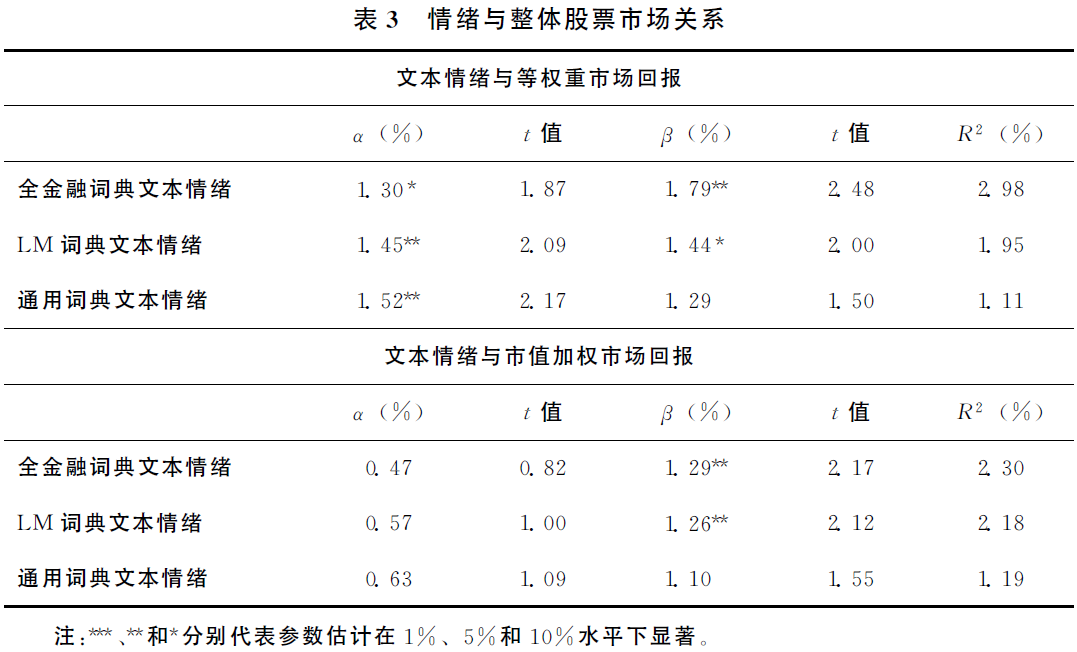 表 3 情绪与整体股票市场关系
文本情绪与等权重市场回报
α (%) t 值 β (%) t 值 R² (%)
全金融词典文本情绪 1.30* 1.87 1.79** 2.48 2.98
LM 词典文本情绪 1.45** 2.09 1.44* 2.00 1.95
通用词典文本情绪 1.52** 2.17 1.29 1.50 1.11
文本情绪与市值加权市场回报
α (%) t 值 β (%) t 值 R² (%)
全金融词典文本情绪 0.47 0.82 1.29** 2.17 2.30
LM 词典文本情绪 0.57 1.00 1.26** 2.12 2.18
通用词典文本情绪 0.63 1.09 1.10 1.55 1.19
注:***、**和*分别代表参数估计在 1%、5%和 10%水平下显著。